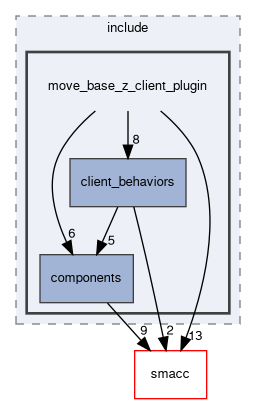 include
move_base_z_client_plugin
8
client_behaviors
6
5
components
9
2
13
smacc